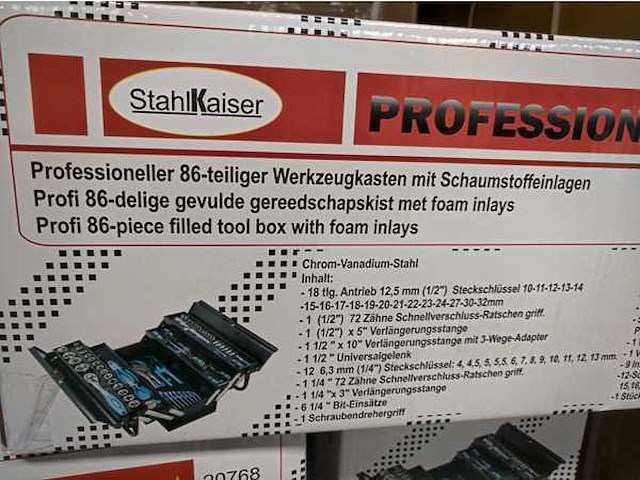 StahlKaiser
PROFESSION
Professioneller 86-teiliger Werkzeugkasten mit Schaumstoffeinlagen
Profi 86-delige gevulde gereedschapskist met foam inlays
Profi 86-piece filled tool box with foam inlays
Chrom-Vanadium-Stahl
Inhalt:
- 18 tlg. Antrieb 12,5 mm (1/2") Steckschlüssel 10-11-12-13-14
-15-16-17-18-19-20-21-22-23-24-27-30-32mm
- 1 (1/2") 72 Zähne Schnellverschluss-Ratschen griff.
- 1 (1/2") x 5" Verlängerungsstange
- 1 1/2 " x 10" Verlängerungsstange mit 3-Wege-Adapter
- 1 1/2 " Universalgelenk
- 12 6,3 mm (1/4") Steckschlüssel: 4, 4,5, 5, 5,5, 6, 7, 8, 9, 10, 11, 12, 13 mm.
- 1 1/4 " 72 Zähne Schnellverschluss-Ratschen griff.
- 1 1/4 "x 3" Verlängerungsstange
- 6 1/4 " Bit-Einsätze
- 1 Schraubendrehergriff
20768